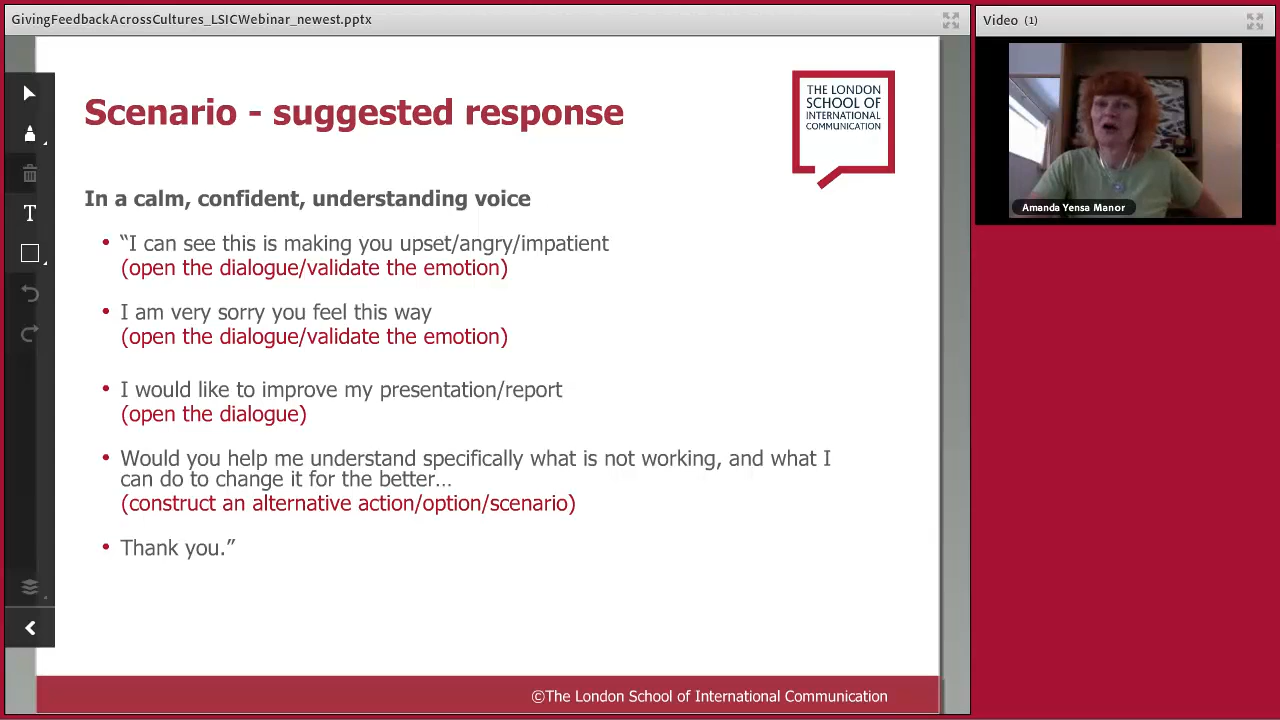 GivingFeedbackAcrossCultures_LSICWebinar_newest.pptx
Video (1)
Scenario - suggested response
THE LONDON
SCHOOL OF
INTERNATIONAL
COMMUNICATION
Amanda Yensa Manor
In a calm, confident, understanding voice
• “I can see this is making you upset/angry/impatient
(open the dialogue/validate the emotion)
• I am very sorry you feel this way
(open the dialogue/validate the emotion)
• I would like to improve my presentation/report
(open the dialogue)
• Would you help me understand specifically what is not working, and what I
can do to change it for the better…
(construct an alternative action/option/scenario)
• Thank you.”
T
©The London School of International Communication